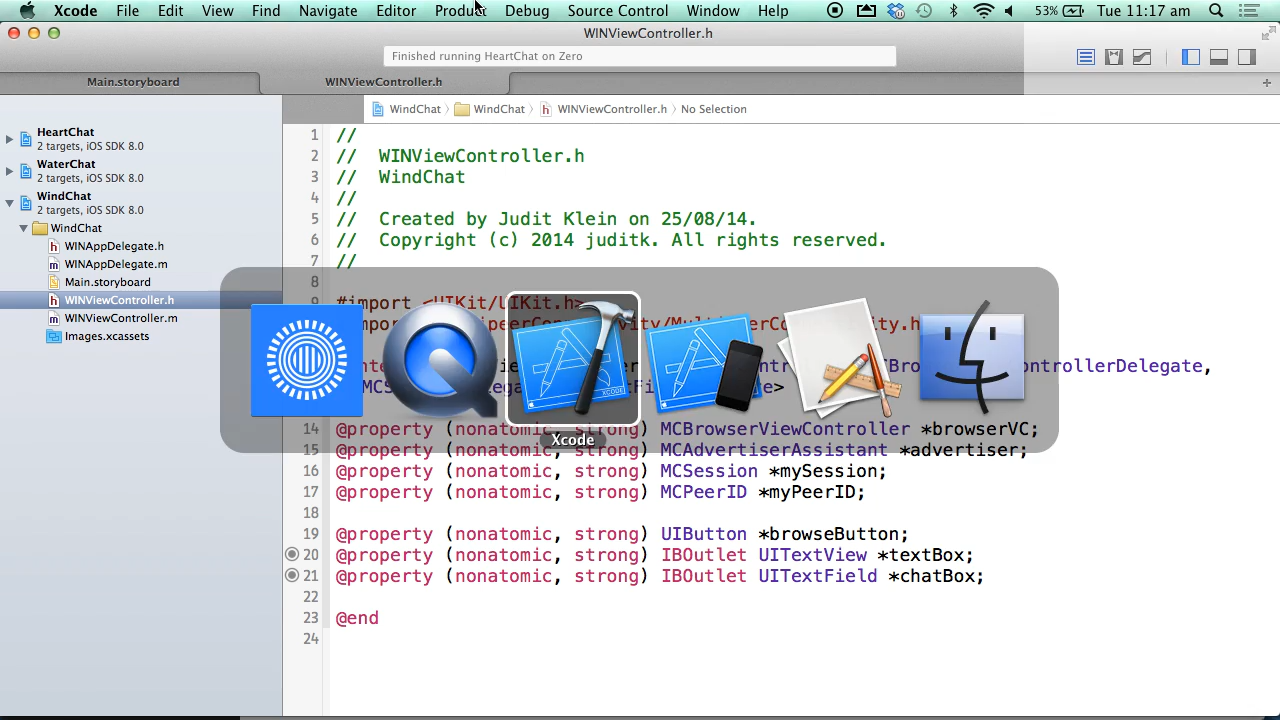 Xcode File Edit View Find Navigate Editor Product Debug Source Control Window Help 53% Tue 11:17 am
WINViewController.h
Finished running HeartChat on Zero
Main.storyboard WINViewController.h
WindChat WindChat WINViewController.h No Selection
HeartChat
2 targets, iOS SDK 8.0
WaterChat
2 targets, iOS SDK 8.0
WindChat
2 targets, iOS SDK 8.0
WindChat
WINAppDelegate.h
WINAppDelegate.m
Main.storyboard
WINViewController.h
WINViewController.m
Images.xcassets
1 //
2 // WINViewController.h
3 // WindChat
4 //
5 // Created by Judit Klein on 25/08/14.
6 // Copyright (c) 2014 juditk. All rights reserved.
7 //
8
9 #import <UIKit/UIKit.h>
14 @property (nonatomic, strong) MCBrowserViewController *browserVC;
Xcode
15 @property (nonatomic, strong) MCAdvertiserAssistant *advertiser;
16 @property (nonatomic, strong) MCSession *mySession;
17 @property (nonatomic, strong) MCPeerID *myPeerID;
18
19 @property (nonatomic, strong) UIButton *browseButton;
20 @property (nonatomic, strong) IBOutlet UITextView *textBox;
21 @property (nonatomic, strong) IBOutlet UITextField *chatBox;
22
23 @end
24